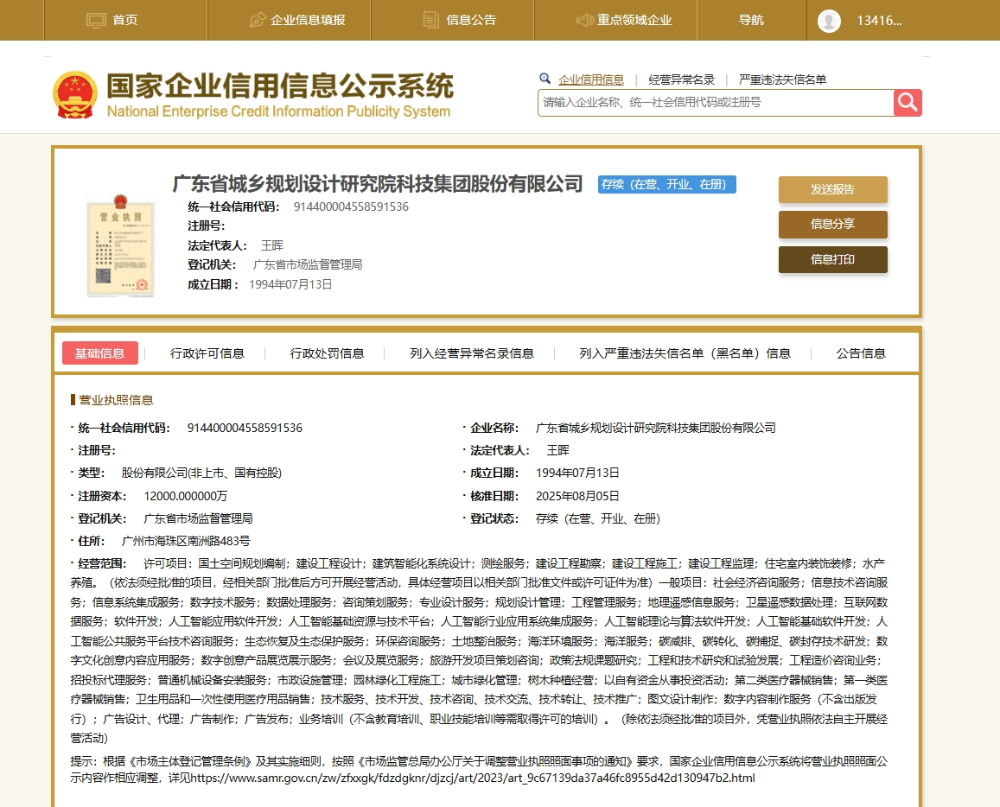 首页
企业信息填报
信息公告
重点领域企业
导航
13416...
国家企业信用信息公示系统
National Enterprise Credit Information Publicity System
企业信用信息 | 经营异常名录 | 严重违法失信名单
请输入企业名称、统一社会信用代码或注册号
广东省城乡规划设计研究院科技集团股份有限公司
存续（在营、开业、在册）
统一社会信用代码： 914400004558591536
注册号：
法定代表人： 王晖
登记机关： 广东省市场监督管理局
成立日期： 1994年07月13日
营业执照
发送报告
信息分享
信息打印
基础信息
行政许可信息
行政处罚信息
列入经营异常名录信息
列入严重违法失信名单（黑名单）信息
公告信息
营业执照信息
· 统一社会信用代码： 914400004558591536
· 企业名称： 广东省城乡规划设计研究院科技集团股份有限公司
· 注册号：
· 法定代表人： 王晖
· 类型： 股份有限公司(非上市、国有控股)
· 成立日期： 1994年07月13日
· 注册资本： 12000.000000万
· 核准日期： 2025年08月05日
· 登记机关： 广东省市场监督管理局
· 登记状态： 存续（在营、开业、在册）
· 住所： 广州市海珠区南洲路483号
· 经营范围： 许可项目：国土空间规划编制；建设工程设计；建筑智能化系统设计；测绘服务；建设工程勘察；建设工程施工；建设工程监理；住宅室内装饰装修；水产
养殖。（依法须经批准的项目，经相关部门批准后方可开展经营活动，具体经营项目以相关部门批准文件或许可证件为准）一般项目：社会经济咨询服务；信息技术咨询服
务；信息系统集成服务；数字技术服务；数据处理服务；咨询策划服务；专业设计服务；规划设计管理；工程管理服务；地理遥感信息服务；卫星遥感数据处理；互联网数
据服务；软件开发；人工智能应用软件开发；人工智能基础资源与技术平台；人工智能行业应用系统集成服务；人工智能理论与算法软件开发；人工智能基础软件开发；人
工智能公共服务平台技术咨询服务；生态恢复及生态保护服务；环保咨询服务；土地整治服务；海洋环境服务；海洋服务；碳减排、碳转化、碳捕捉、碳封存技术研发；数
字文化创意内容应用服务；数字创意产品展览展示服务；会议及展览服务；旅游开发项目策划咨询；政策法规课题研究；工程和技术研究和试验发展；工程造价咨询业务；
招投标代理服务；普通机械设备安装服务；市政设施管理；园林绿化工程施工；城市绿化管理；树木种植经营；以自有资金从事投资活动；第二类医疗器械销售；第一类医
疗器械销售；卫生用品和一次性使用医疗用品销售；技术服务、技术开发、技术咨询、技术交流、技术转让、技术推广；图文设计制作；数字内容制作服务（不含出版发
行）；广告设计、代理；广告制作；广告发布；业务培训（不含教育培训、职业技能培训等需取得许可的培训）。（除依法须经批准的项目外，凭营业执照依法自主开展经
营活动）
提示：根据《市场主体登记管理条例》及其实施细则，按照《市场监管总局办公厅关于调整营业执照照面事项的通知》要求，国家企业信用信息公示系统将营业执照照面公
示内容作相应调整，详见https://www.samr.gov.cn/zw/zfxxgk/fdzdgknr/djzcj/art/2023/art_9c67139da37a46fc8955d42d130947b2.html